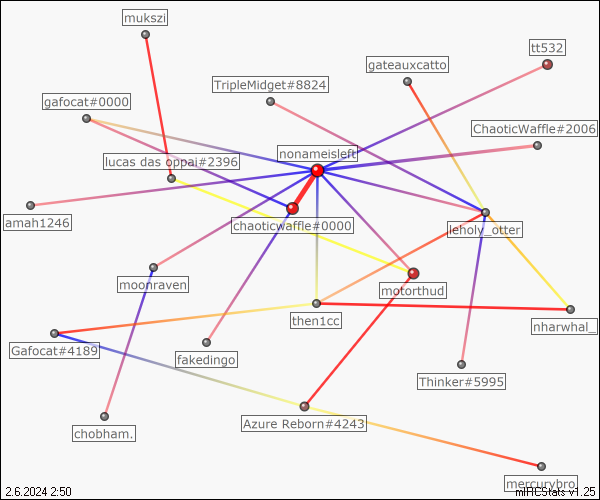 mukszi
tt532
gateauxcatto
TripleMidget#8824
gafocat#0000
ChaoticWaffle#2006
nonameisleft
lucas das oppai#2396
amah1246
chaoticwaffle#0000
leholy_otter
moonraven
motorthud
then1cc
nharwhal_
Gafocat#4189
fakedingo
Thinker#5995
chobham.
Azure Reborn#4243
mercurybro
2.6.2024 2:50
mIRCStats v1.25